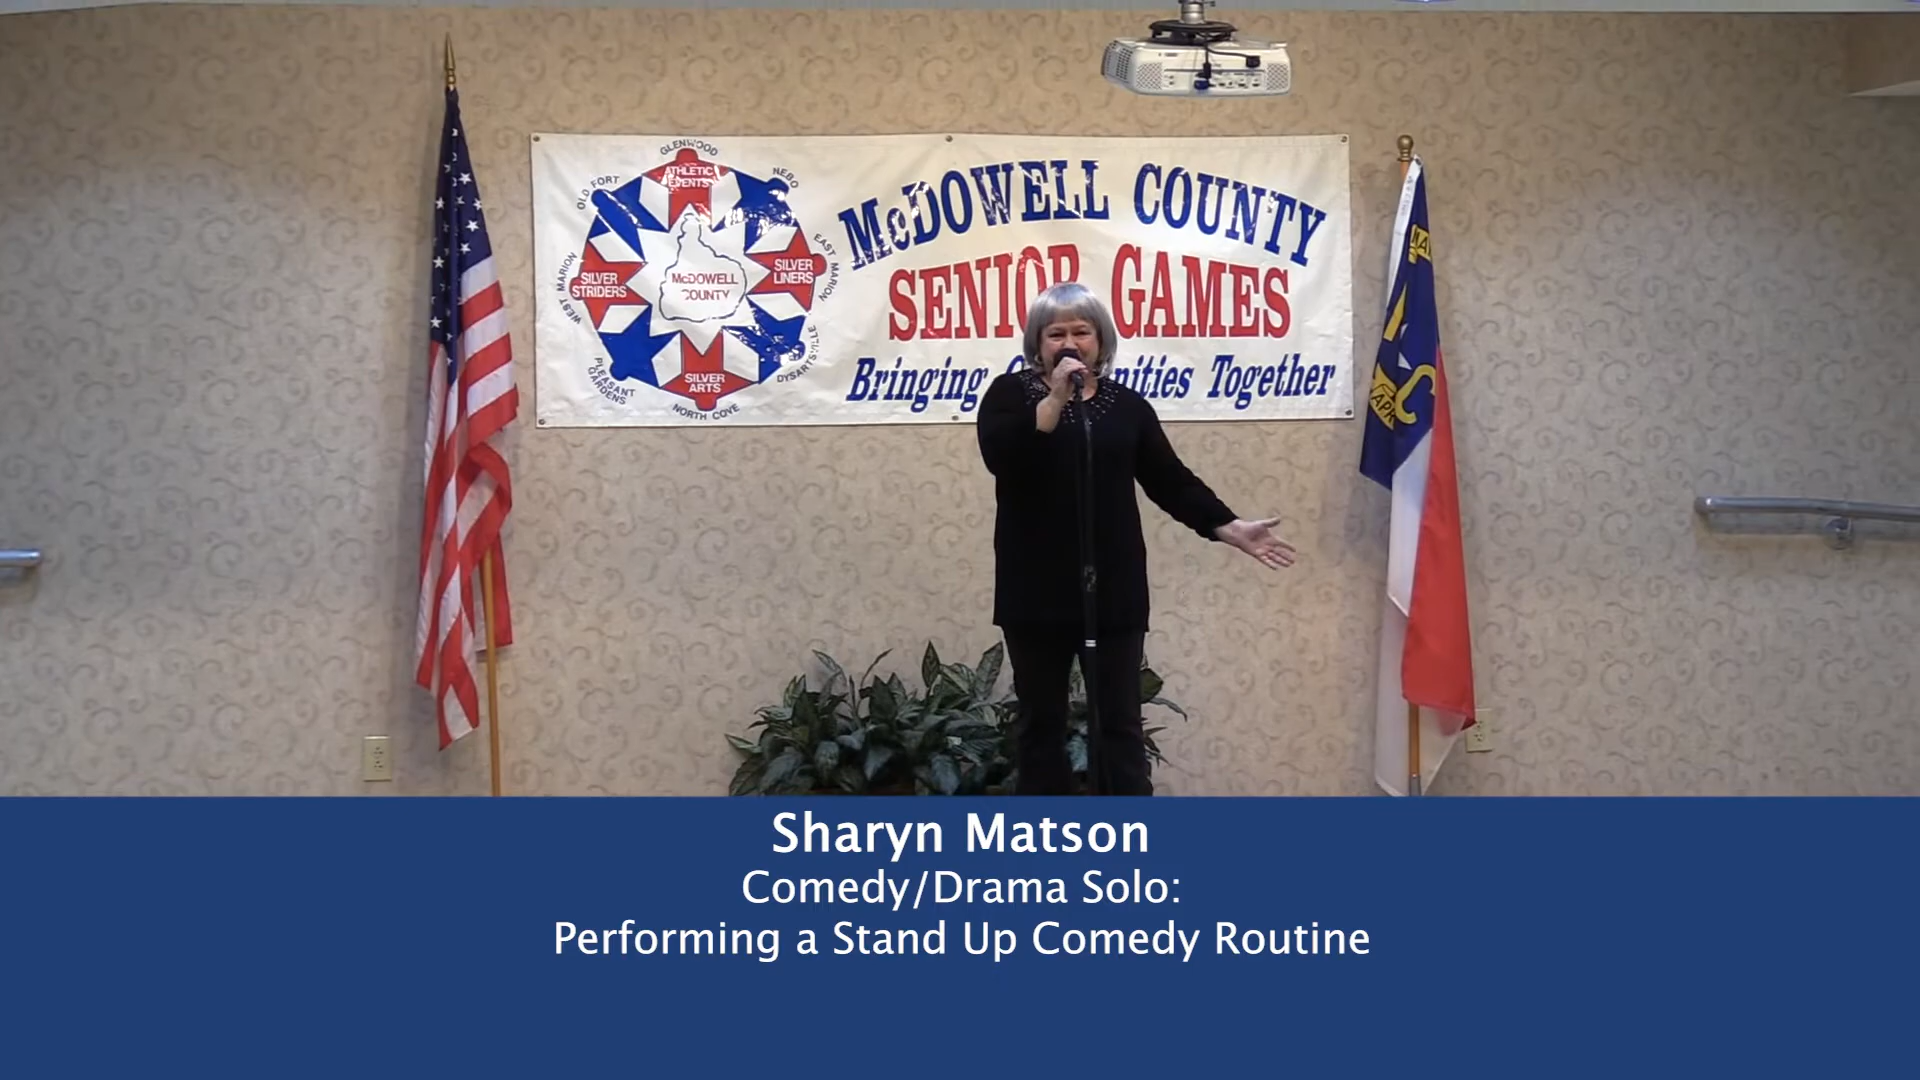 GLENWOOD
OLD FORT
NEBO
ATHLETIC
EVENTS
WEST MARION
EAST MARION
SILVER
STRIDERS
McDOWELL
COUNTY
SILVER
LINERS
PLEASANT
GARDENS
SILVER
ARTS
DYSARTSVILLE
NORTH COVE
McDOWELL COUNTY
SENIOR GAMES
Bringing Together
Sharyn Matson
Comedy/Drama Solo:
Performing a Stand Up Comedy Routine